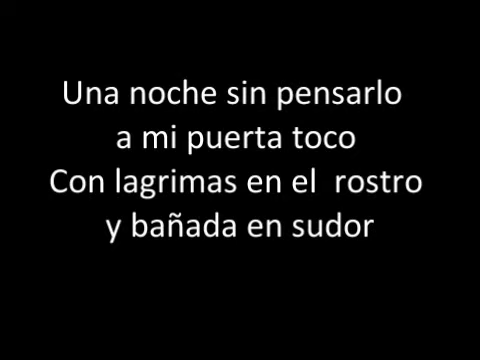 Una noche sin pensarlo
a mi puerta toco
Con lagrimas en el rostro
y bañada en sudor